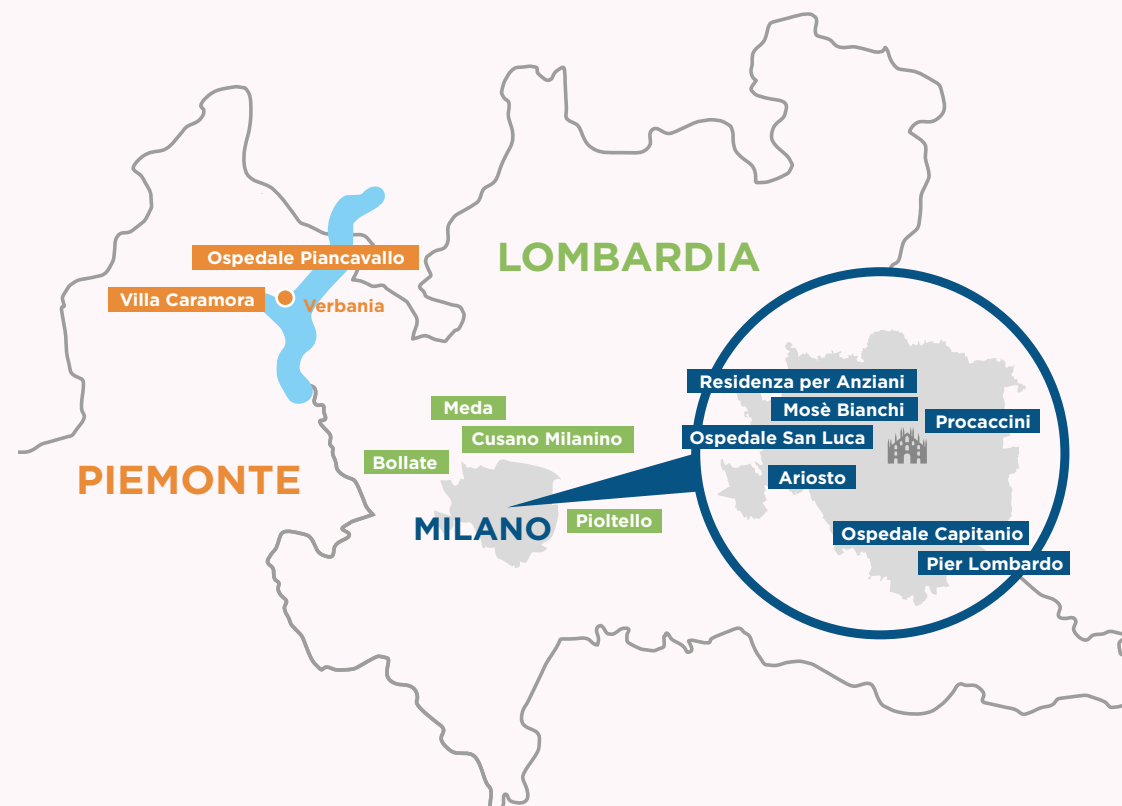 LOMBARDIA
Ospedale Piancavallo
Villa Caramora
Verbania
PIEMONTE
Meda
Cusano Milanino
Bollate
MILANO
Pioltello
Residenza per Anziani
Mosè Bianchi
Procaccini
Ospedale San Luca
Ariosto
Ospedale Capitanio
Pier Lombardo